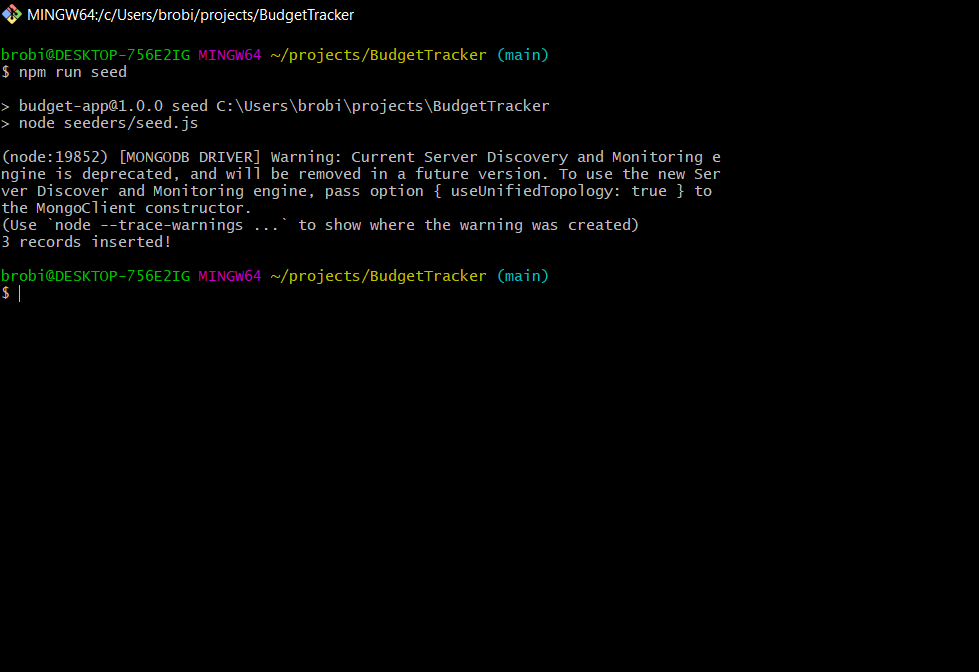 MINGW64:/c/Users/brobi/projects/BudgetTracker
brobi@DESKTOP-756E2IG MINGW64 ~/projects/BudgetTracker (main)
$ npm run seed
> budget-app@1.0.0 seed C:\Users\brobi\projects\BudgetTracker
> node seeders/seed.js
(node:19852) [MONGODB DRIVER] Warning: Current Server Discovery and Monitoring e
ngine is deprecated, and will be removed in a future version. To use the new Ser
ver Discover and Monitoring engine, pass option { useUnifiedTopology: true } to
the MongoClient constructor.
(Use `node --trace-warnings ...` to show where the warning was created)
3 records inserted!
brobi@DESKTOP-756E2IG MINGW64 ~/projects/BudgetTracker (main)
$